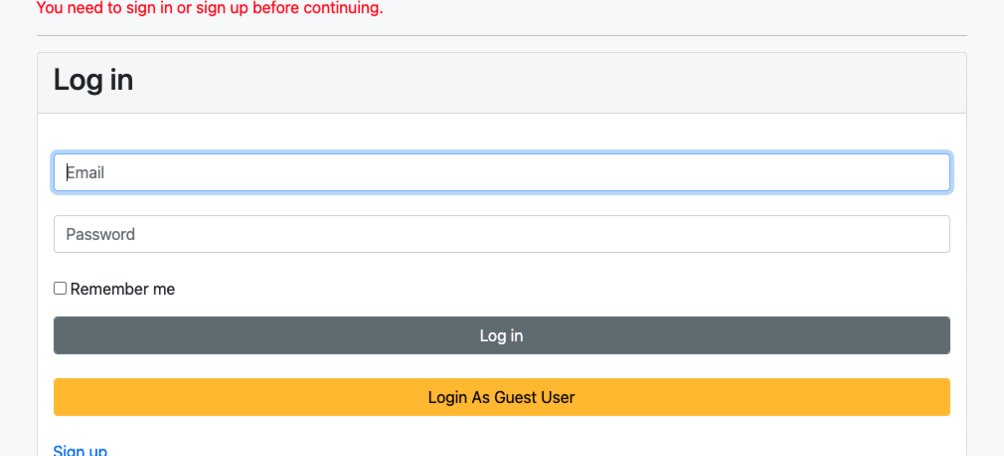 You need to sign in or sign up before continuing.
Log in
Email
Password
Remember me
Log in
Login As Guest User
Sign up